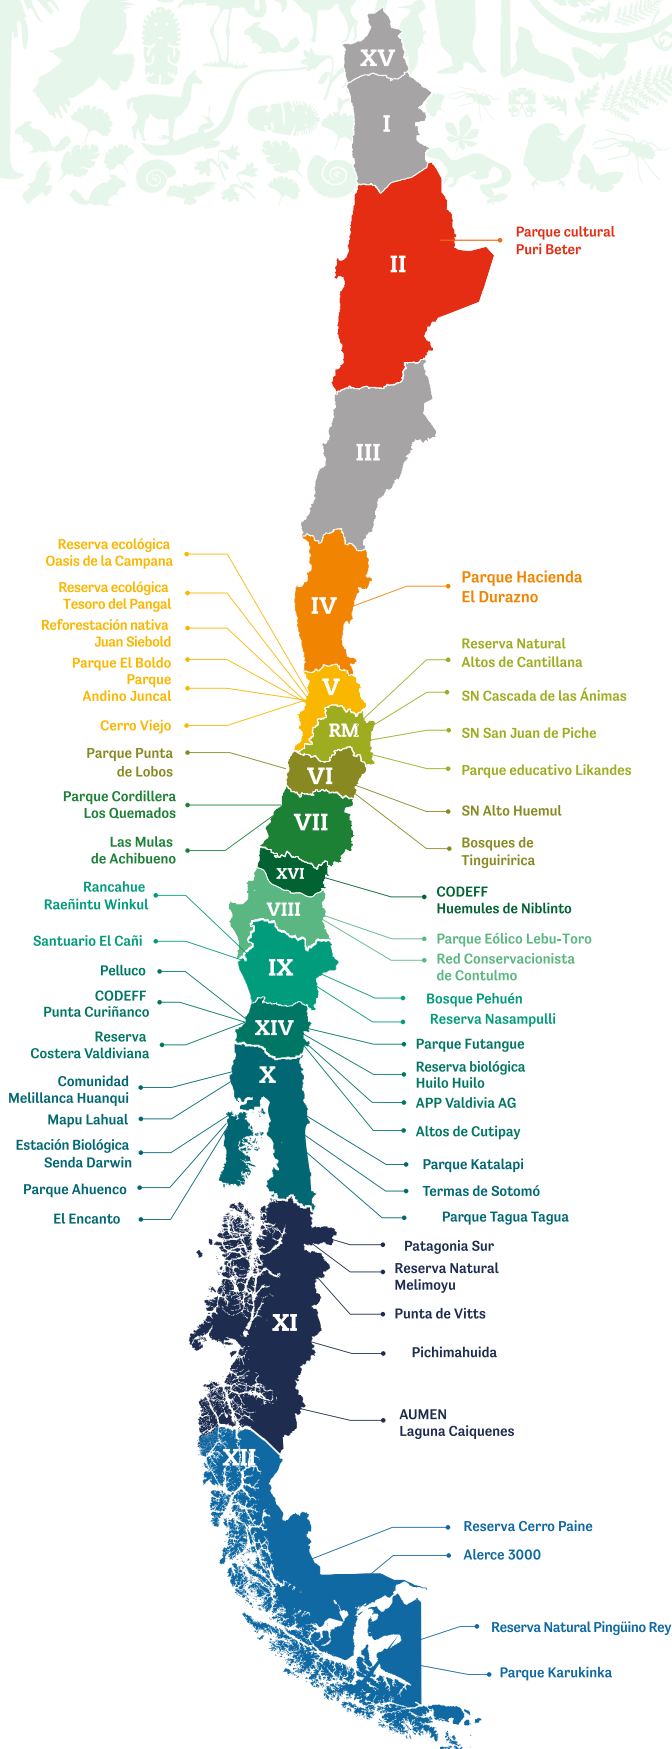 XV
I
II
Parque cultural
Puri Beter
III
Reserva ecológica
Oasis de la Campana
Reserva ecológica
Tesoro del Pangal
Reforestación nativa
Juan Siebold
Parque El Boldo
Parque
Andino Juncal
Cerro Viejo
IV
Parque Hacienda
El Durazno
V
Reserva Natural
Altos de Cantillana
SN Cascada de las Ánimas
RM
SN San Juan de Piche
Parque educativo Likandes
Parque Punta
de Lobos
VI
SN Alto Huemul
Bosques de
Tinguiririca
Parque Cordillera
Los Quemados
Las Mulas
de Achibueno
VII
XVI
CODEFF
Huemules de Niblinto
VIII
Parque Eólico Lebu-Toro
Red Conservacionista
de Contulmo
Rancahue
Raeñintu Winkul
Santuario El Cañi
IX
Bosque Pehuén
Reserva Nasampulli
Pelluco
CODEFF
Punta Curiñanco
Reserva
Costera Valdiviana
XIV
Parque Futangue
Reserva biológica
Huilo Huilo
APP Valdivia AG
Altos de Cutipay
X
Comunidad
Melillanca Huanqui
Mapu Lahual
Estación Biológica
Senda Darwin
Parque Ahuenco
El Encanto
Parque Katalapi
Termas de Sotomó
Parque Tagua Tagua
Patagonia Sur
Reserva Natural
Melimoyu
XI
Punta de Vitts
Pichimahuida
AUMEN
Laguna Caiquenes
XII
Reserva Cerro Paine
Alerce 3000
Reserva Natural Pingüino Rey
Parque Karukinka